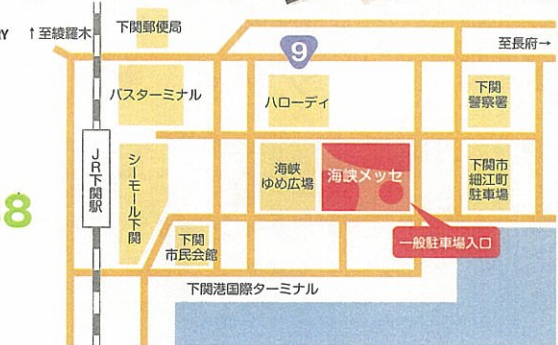 RY
↑至綾羅木
下関郵便局
9
至長府→
バスターミナル
ハローディ
下関
警察署
JR下関駅
シーモール下関
海峡
ゆめ広場
海峡メッセ
下関市
細江町
駐車場
8
下関
市民会館
一般駐車場入口
下関港国際ターミナル